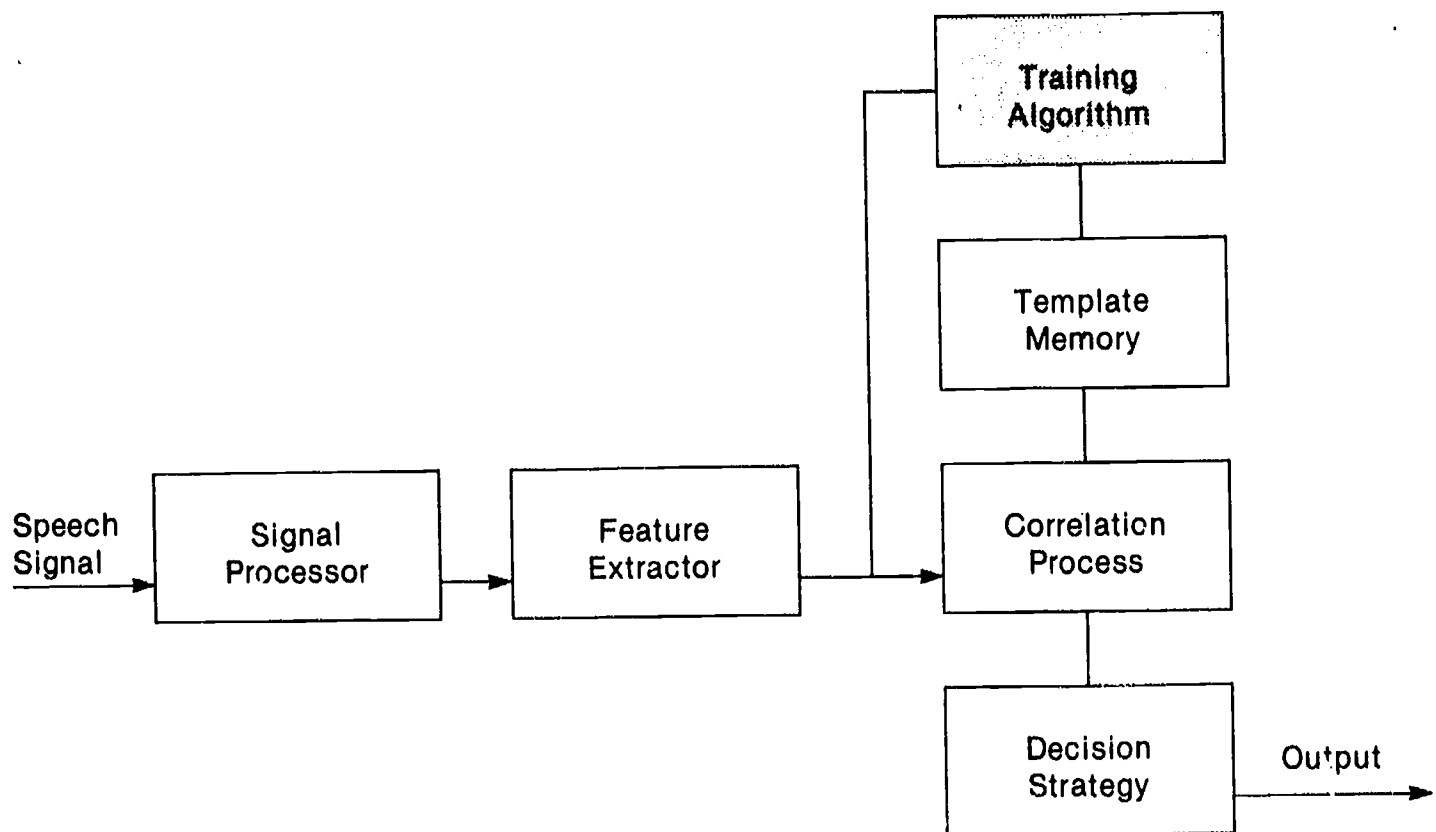 Training
Algorithm
Template
Memory
Speech
Signal
Signal
Processor
Feature
Extractor
Correlation
Process
Decision
Strategy
Output